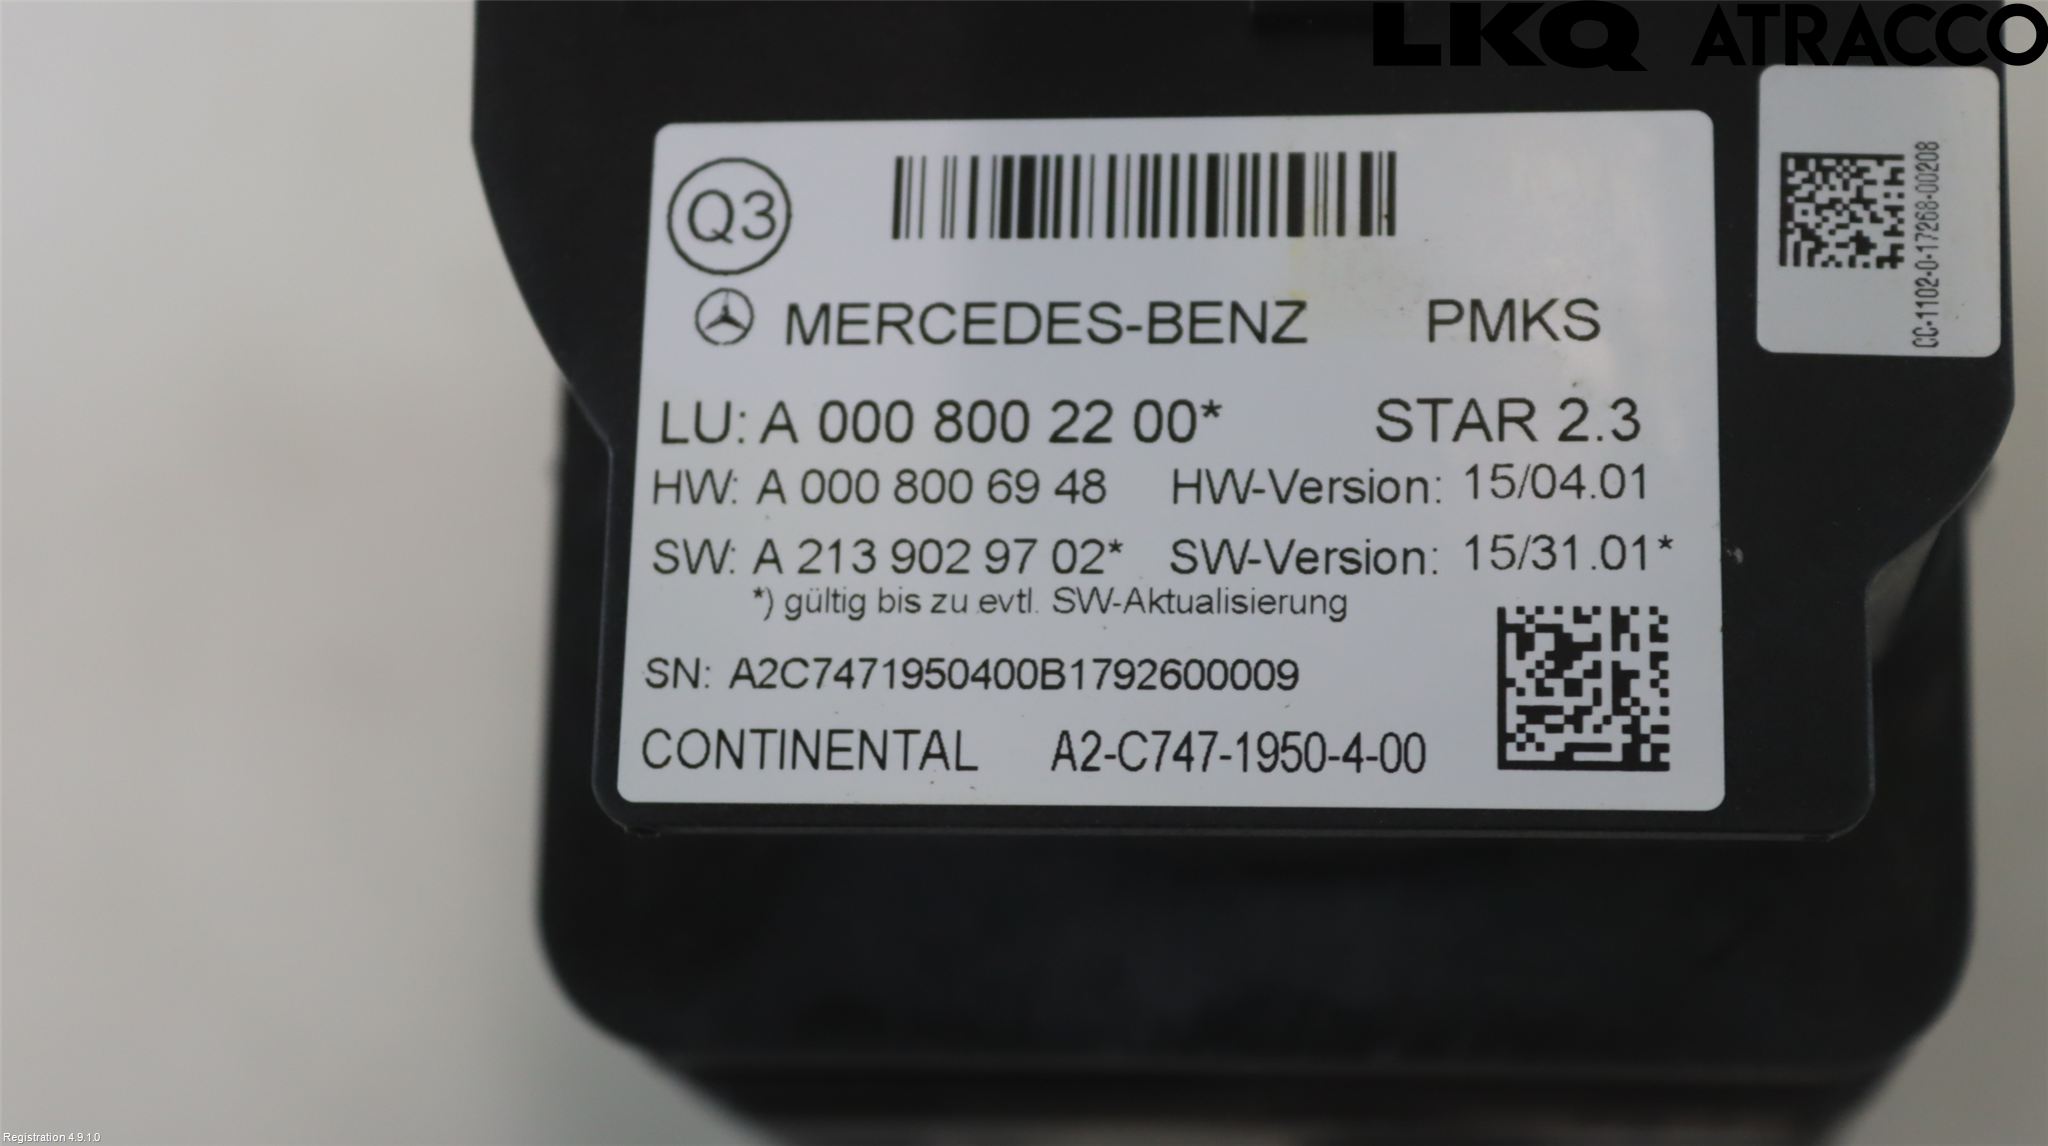 LKQ ATRACCO
Q3
MERCEDES-BENZ PMKS
LU: A 000 800 22 00* STAR 2.3
HW: A 000 800 69 48 HW-Version: 15/04.01
SW: A 213 902 97 02* SW-Version: 15/31.01*
*) gültig bis zu evtl. SW-Aktualisierung
SN: A2C7471950400B1792600009
CONTINENTAL A2-C747-1950-4-00
CC-1102-0-17268-00208
Registration 4.9.1.0